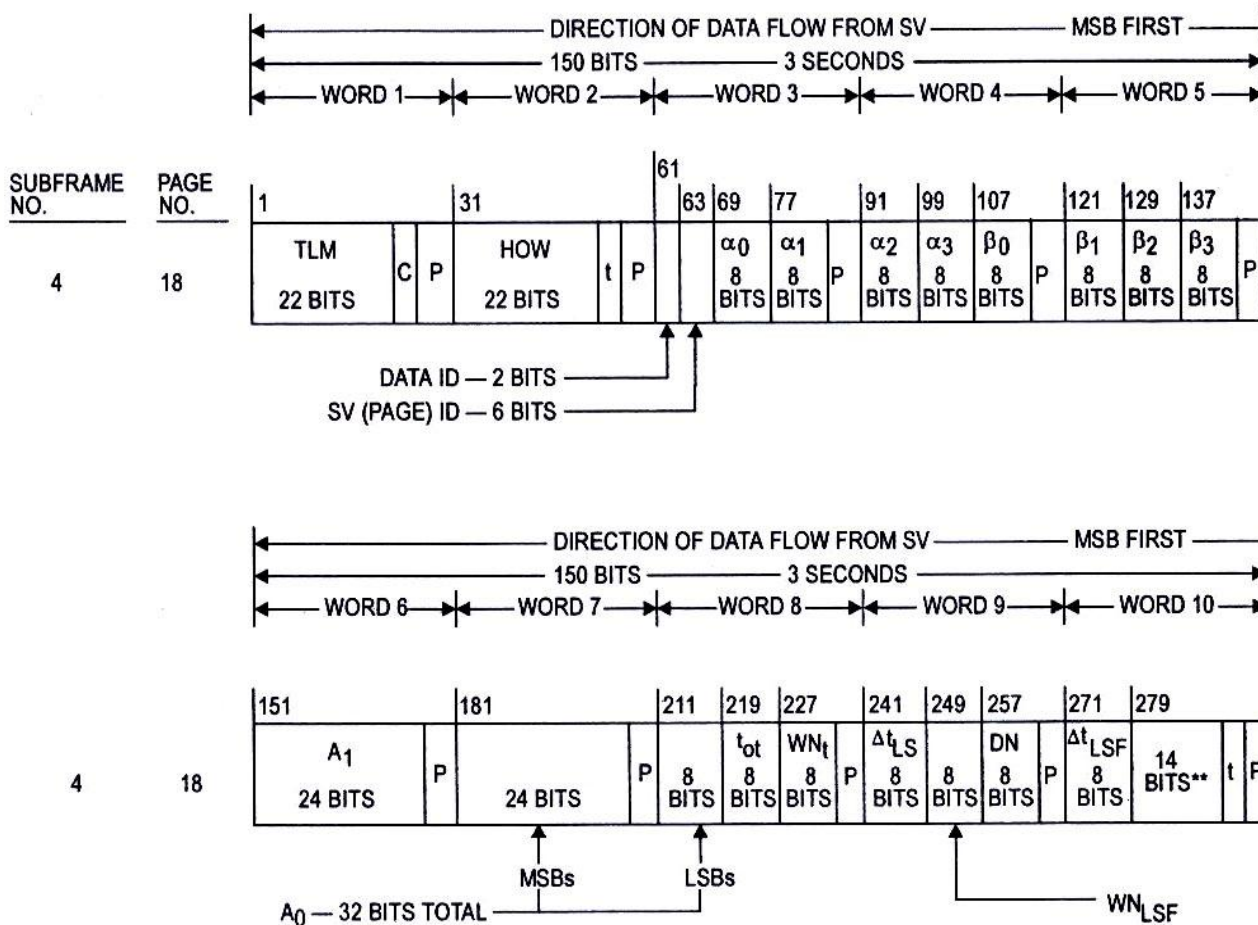 DIRECTION OF DATA FLOW FROM SV MSB FIRST
150 BITS 3 SECONDS
WORD 1 WORD 2 WORD 3 WORD 4 WORD 5
SUBFRAME NO. PAGE NO.
1 31 61 63 69 77 91 99 107 121 129 137
4 18
TLM 22 BITS C P HOW 22 BITS t P α0 8 BITS α1 8 BITS P α2 8 BITS α3 8 BITS β0 8 BITS P β1 8 BITS β2 8 BITS β3 8 BITS P
DATA ID — 2 BITS
SV (PAGE) ID — 6 BITS
DIRECTION OF DATA FLOW FROM SV MSB FIRST
150 BITS 3 SECONDS
WORD 6 WORD 7 WORD 8 WORD 9 WORD 10
151 181 211 219 227 241 249 257 271 279
4 18
A1 24 BITS P 24 BITS P 8 BITS tot 8 BITS WNt 8 BITS P ΔtLS 8 BITS 8 BITS DN 8 BITS P ΔtLSF 8 BITS 14 BITS** t P
MSBs LSBs
A0 — 32 BITS TOTAL
WNLSF